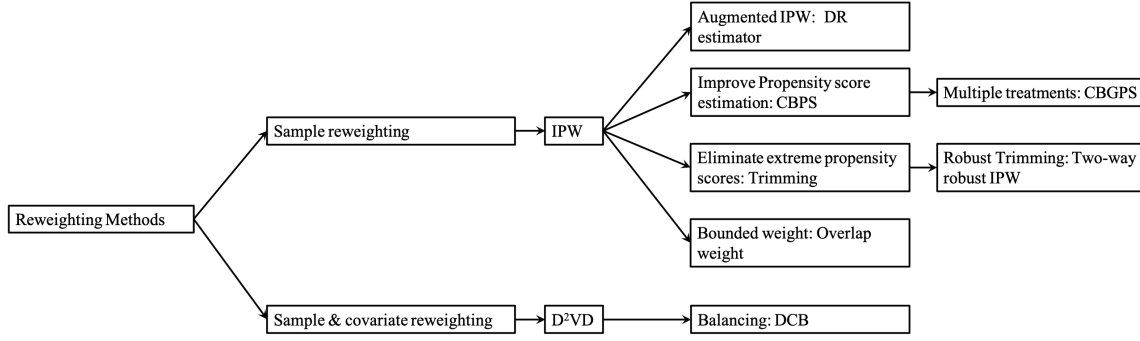 Augmented IPW: DR
estimator
Improve Propensity score
estimation: CBPS
Multiple treatments: CBGPS
Sample reweighting
IPW
Eliminate extreme propensity
scores: Trimming
Robust Trimming: Two-way
robust IPW
Reweighting Methods
Bounded weight: Overlap
weight
Sample & covariate reweighting
D²VD
Balancing: DCB